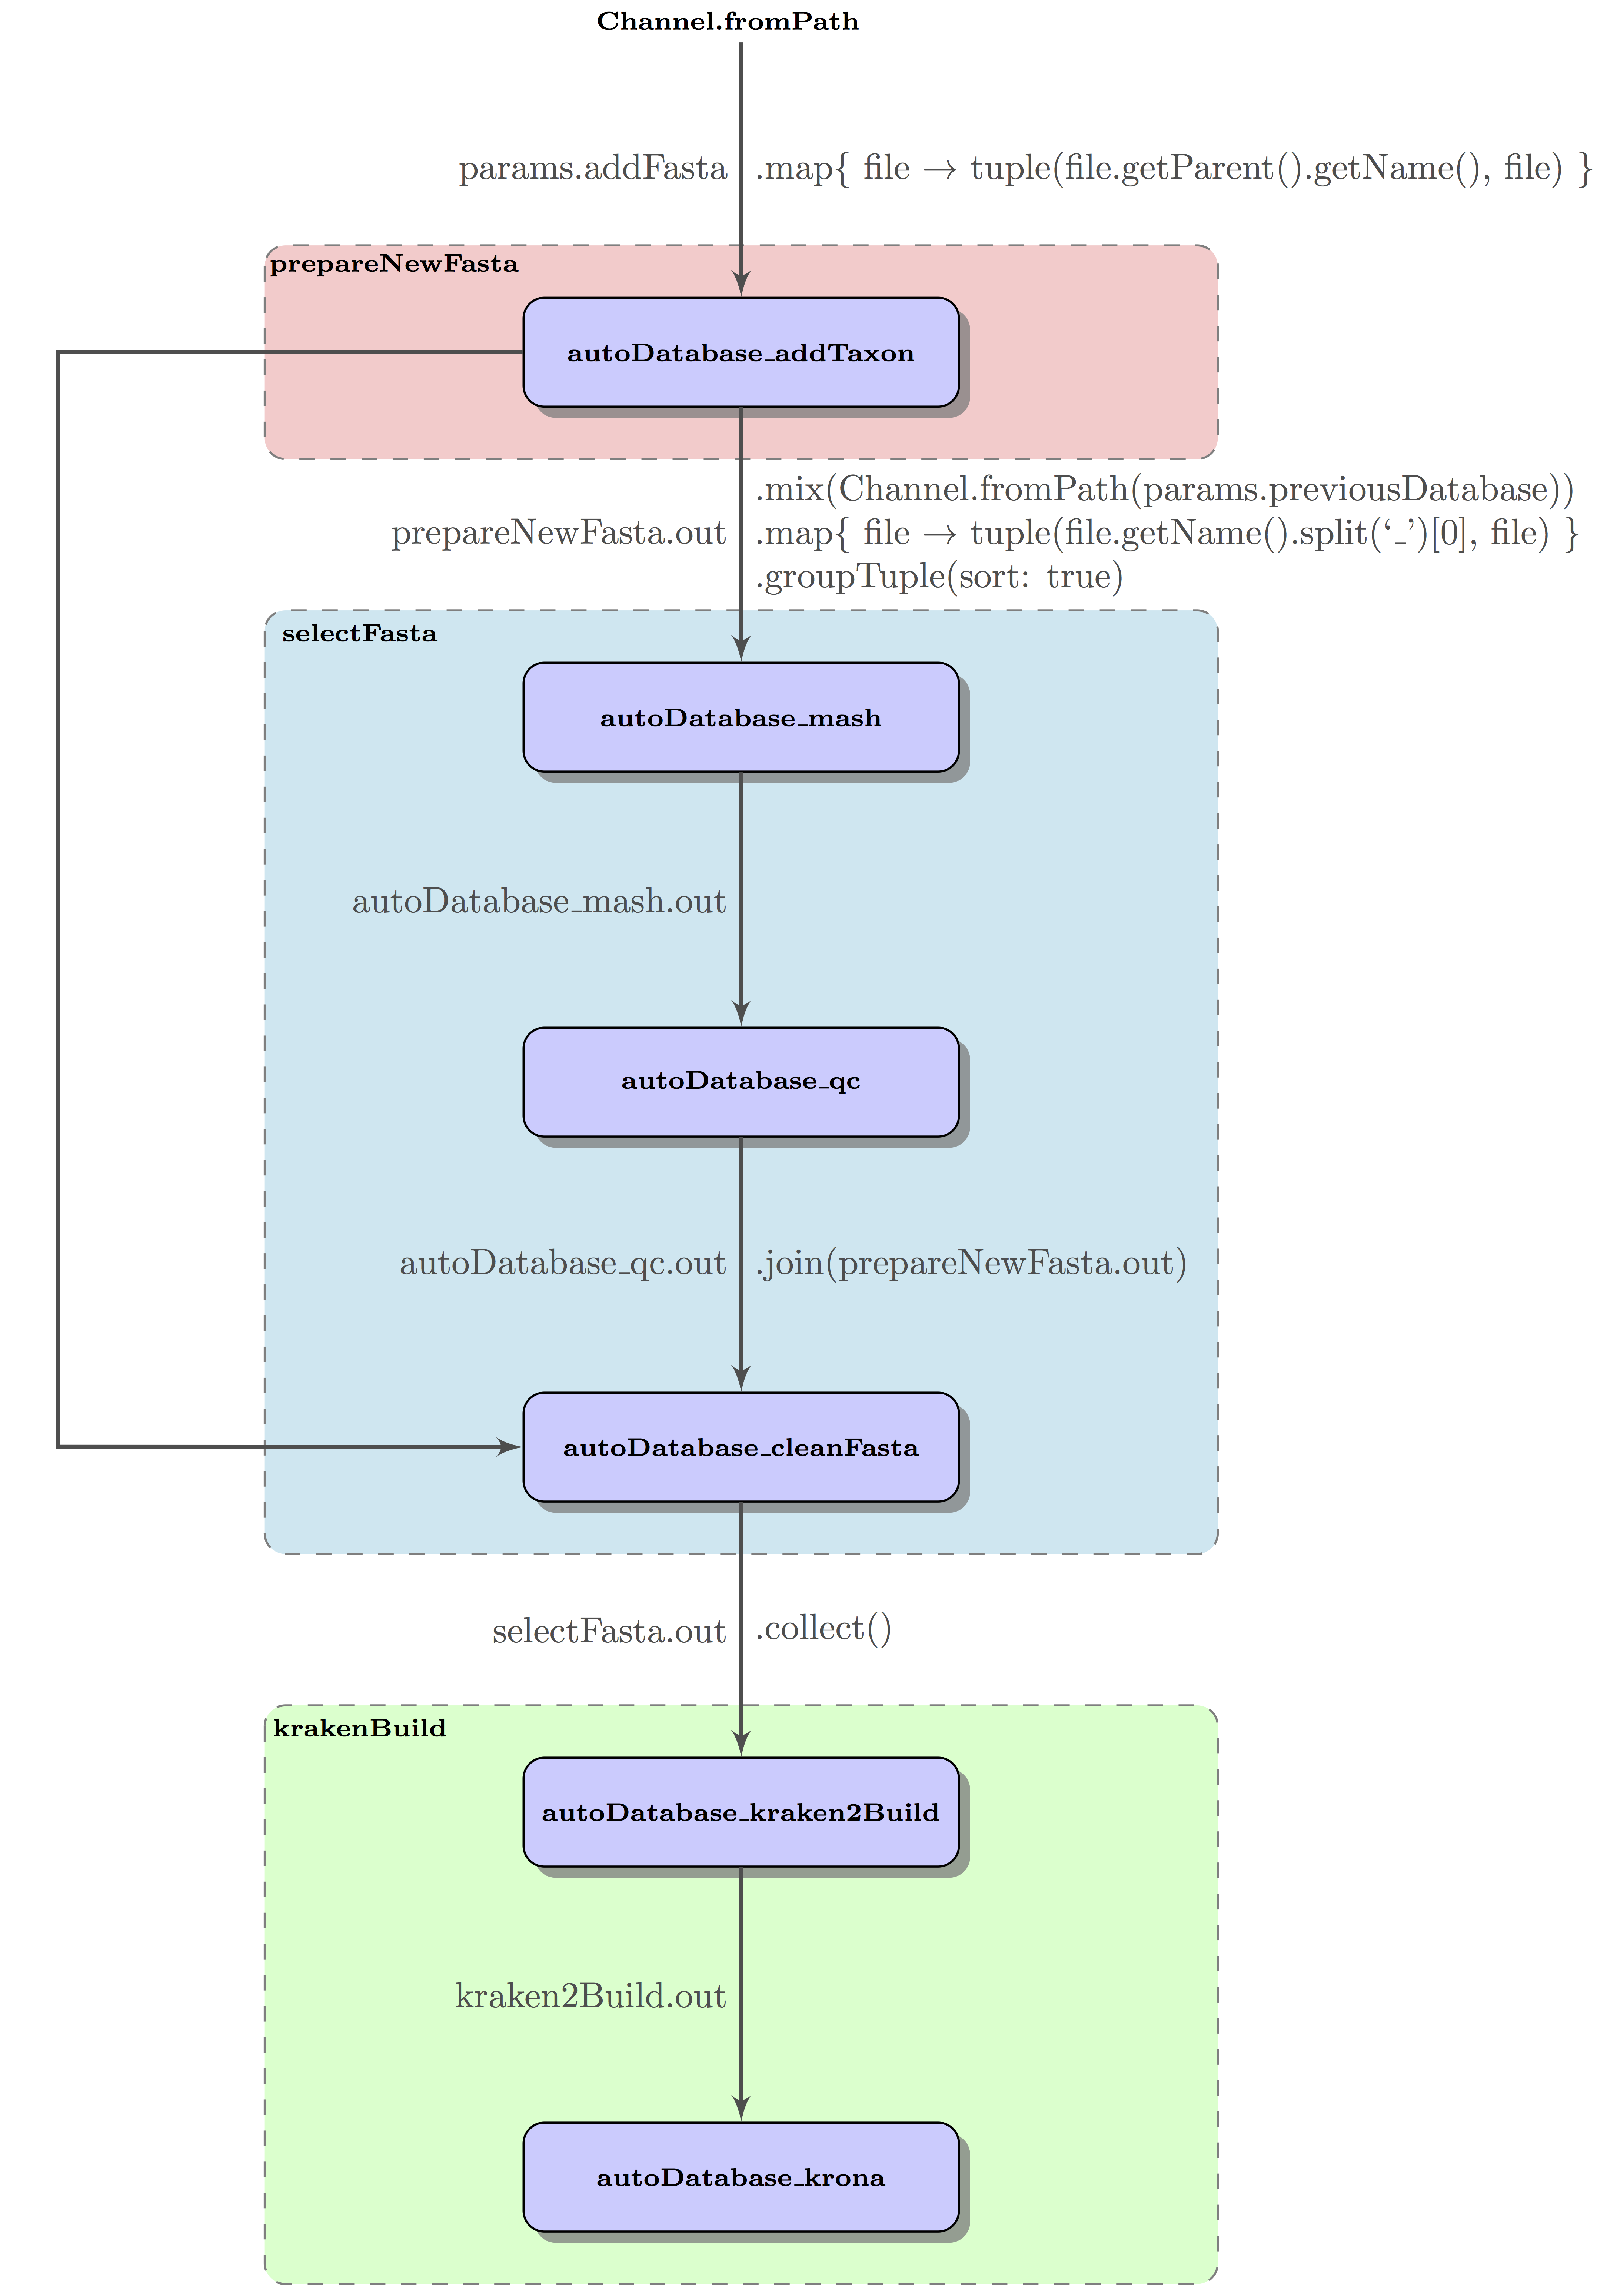 Channel.fromPath
params.addFasta
.map{ file → tuple(file.getParent().getName(), file) }
prepareNewFasta
autoDatabase_addTaxon
.mix(Channel.fromPath(params.previousDatabase))
prepareNewFasta.out
.map{ file → tuple(file.getName().split(‘_’)[0], file) }
.groupTuple(sort: true)
selectFasta
autoDatabase_mash
autoDatabase_mash.out
autoDatabase_qc
autoDatabase_qc.out
.join(prepareNewFasta.out)
autoDatabase_cleanFasta
selectFasta.out
.collect()
krakenBuild
autoDatabase_kraken2Build
kraken2Build.out
autoDatabase_krona